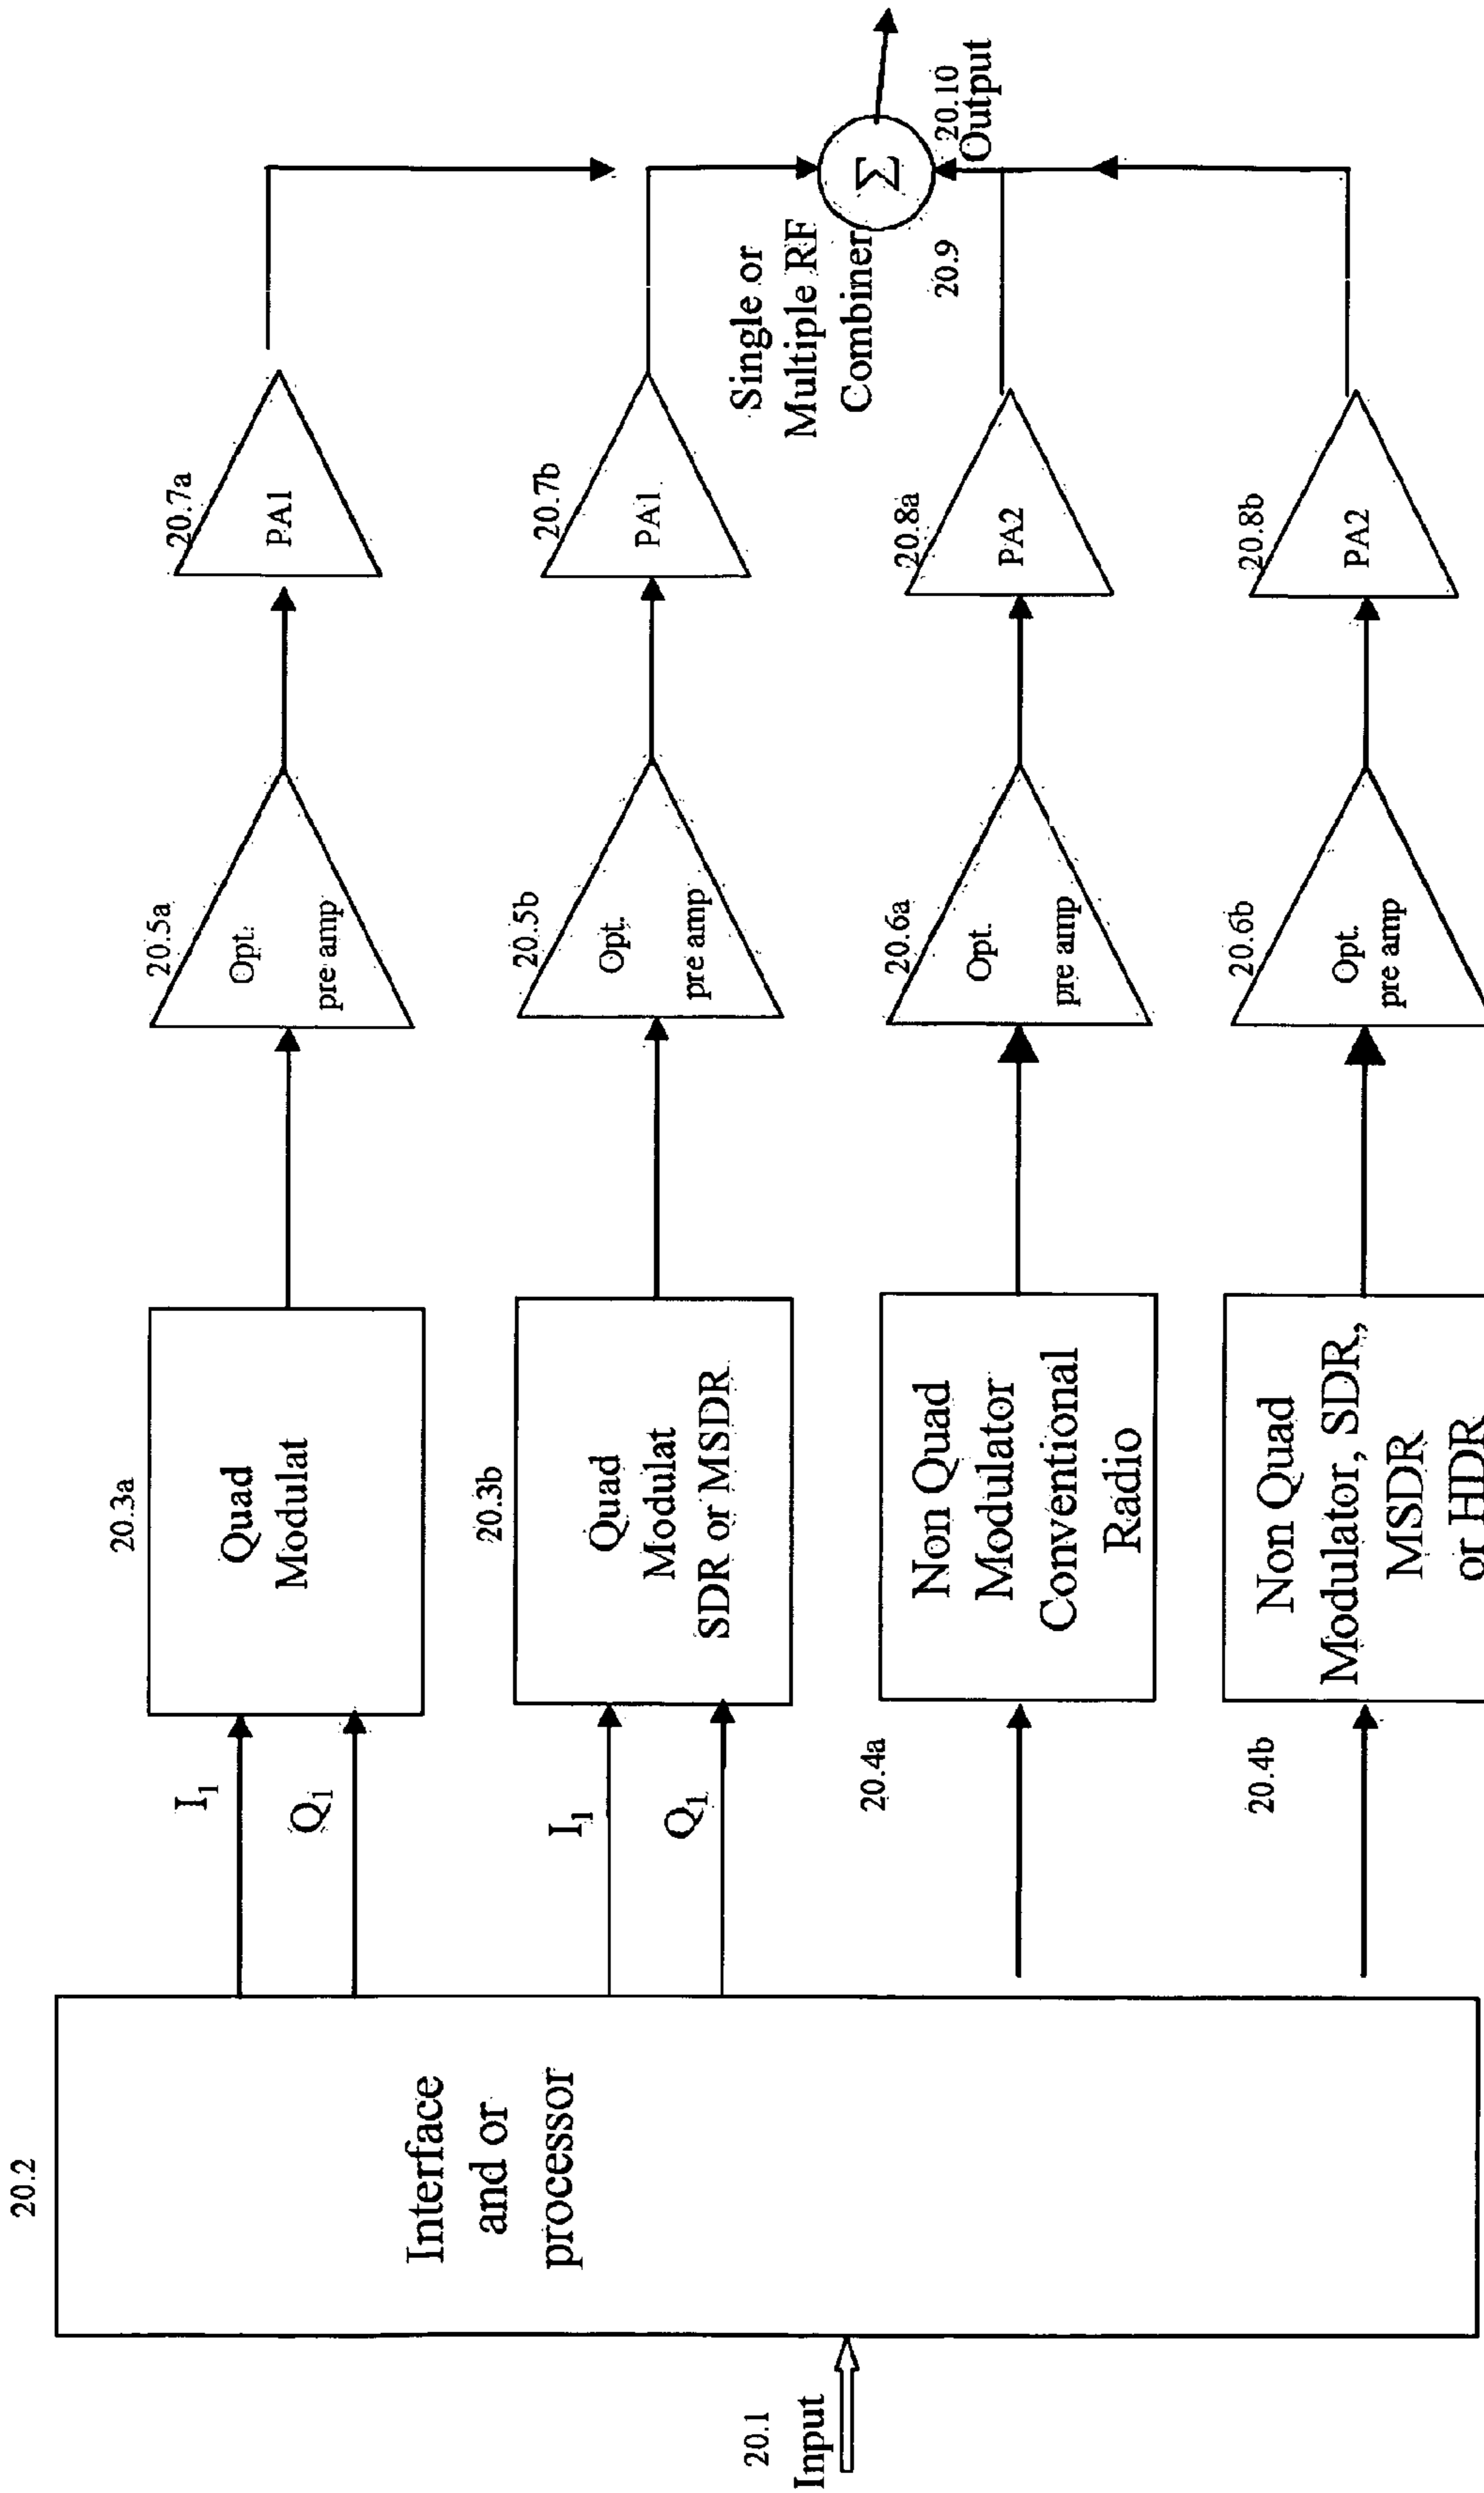 20.1
Input
20.2
Interface
and or
processor
I1
Q1
20.3a
Quad
Modulat
20.5a
Opt.
pre amp
20.7a
PA1
I1
Q1
20.3b
Quad
Modulat
SDR or MSDR
20.5b
Opt.
pre amp
20.7b
PA1
Single or
Multiple RF
Combiner
20.9
Σ
20.10
Output
20.4a
Non Quad
Modulator
Conventional
Radio
20.6a
Opt.
pre amp
20.8a
PA2
20.4b
Non Quad
Modulator, SDR,
MSDR
or HDR
20.6b
Opt.
pre amp
20.8b
PA2